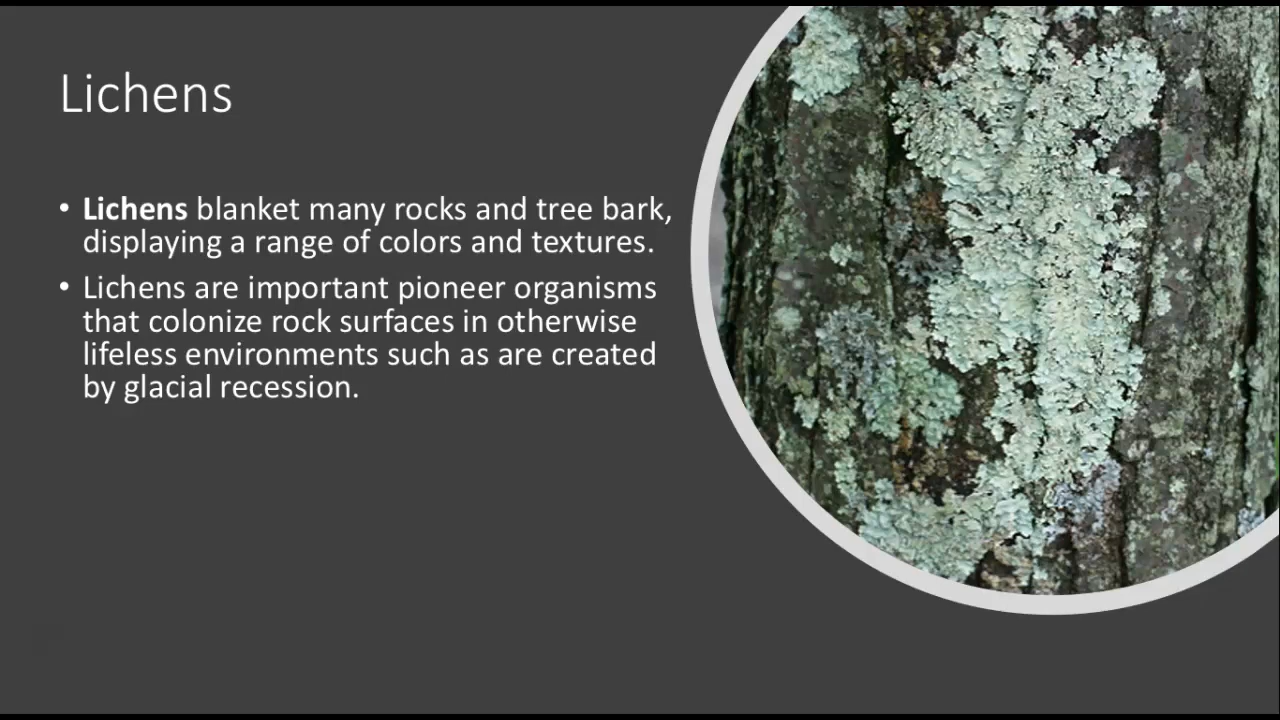 Lichens
• Lichens blanket many rocks and tree bark,
displaying a range of colors and textures.
• Lichens are important pioneer organisms
that colonize rock surfaces in otherwise
lifeless environments such as are created
by glacial recession.